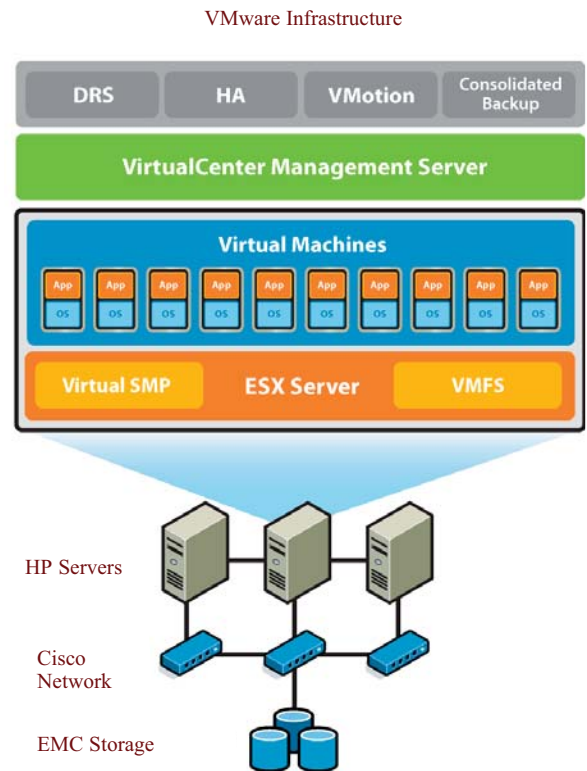 VMware Infrastructure
DRS
HA
VMotion
Consolidated
Backup
VirtualCenter Management Server
Virtual Machines
App App App App App App App App App App
OS OS OS OS OS OS OS OS OS OS
Virtual SMP
ESX Server
VMFS
HP Servers
Cisco
Network
EMC Storage